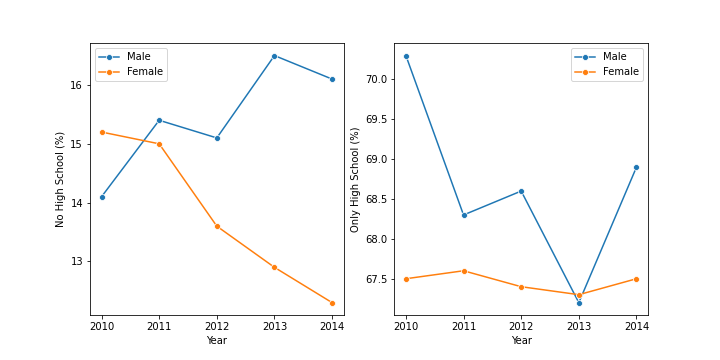 Male
Female
16
15
14
13
No High School (%)
2010 2011 2012 2013 2014
Year
Male
Female
70.0
69.5
69.0
68.5
68.0
67.5
Only High School (%)
2010 2011 2012 2013 2014
Year